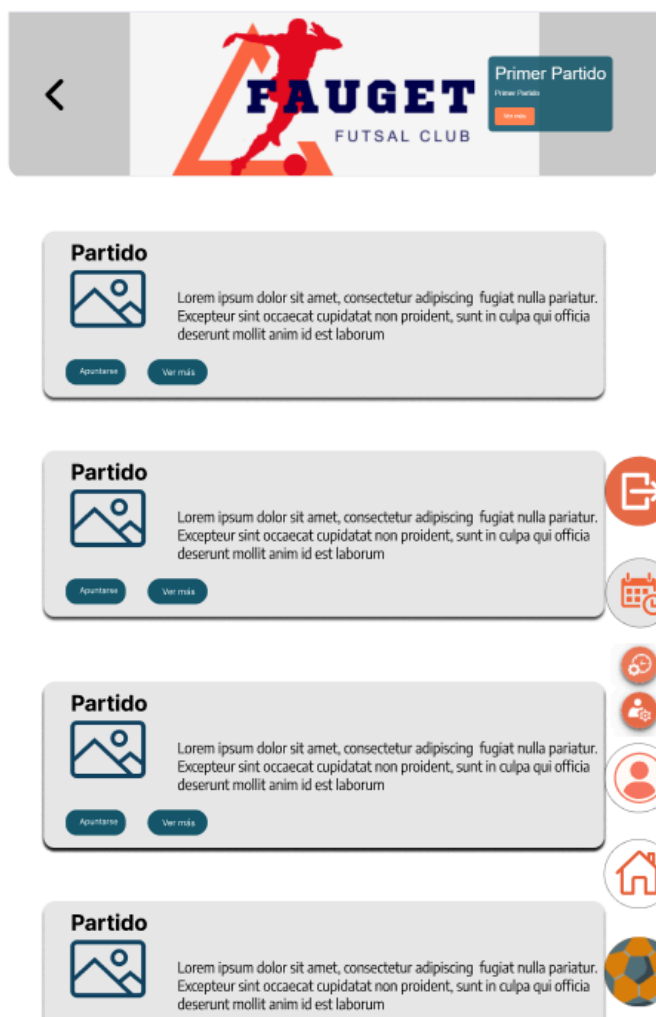 FAUGET
FUTSAL CLUB
Primer Partido
Primer Partido
Ver más
Partido
Lorem ipsum dolor sit amet, consectetur adipiscing fugiat nulla pariatur.
Excepteur sint occaecat cupidatat non proident, sunt in culpa qui officia
deserunt mollit anim id est laborum
Apuntarse Ver más
Partido
Lorem ipsum dolor sit amet, consectetur adipiscing fugiat nulla pariatur.
Excepteur sint occaecat cupidatat non proident, sunt in culpa qui officia
deserunt mollit anim id est laborum
Apuntarse Ver más
Partido
Lorem ipsum dolor sit amet, consectetur adipiscing fugiat nulla pariatur.
Excepteur sint occaecat cupidatat non proident, sunt in culpa qui officia
deserunt mollit anim id est laborum
Apuntarse Ver más
Partido
Lorem ipsum dolor sit amet, consectetur adipiscing fugiat nulla pariatur.
Excepteur sint occaecat cupidatat non proident, sunt in culpa qui officia
deserunt mollit anim id est laborum